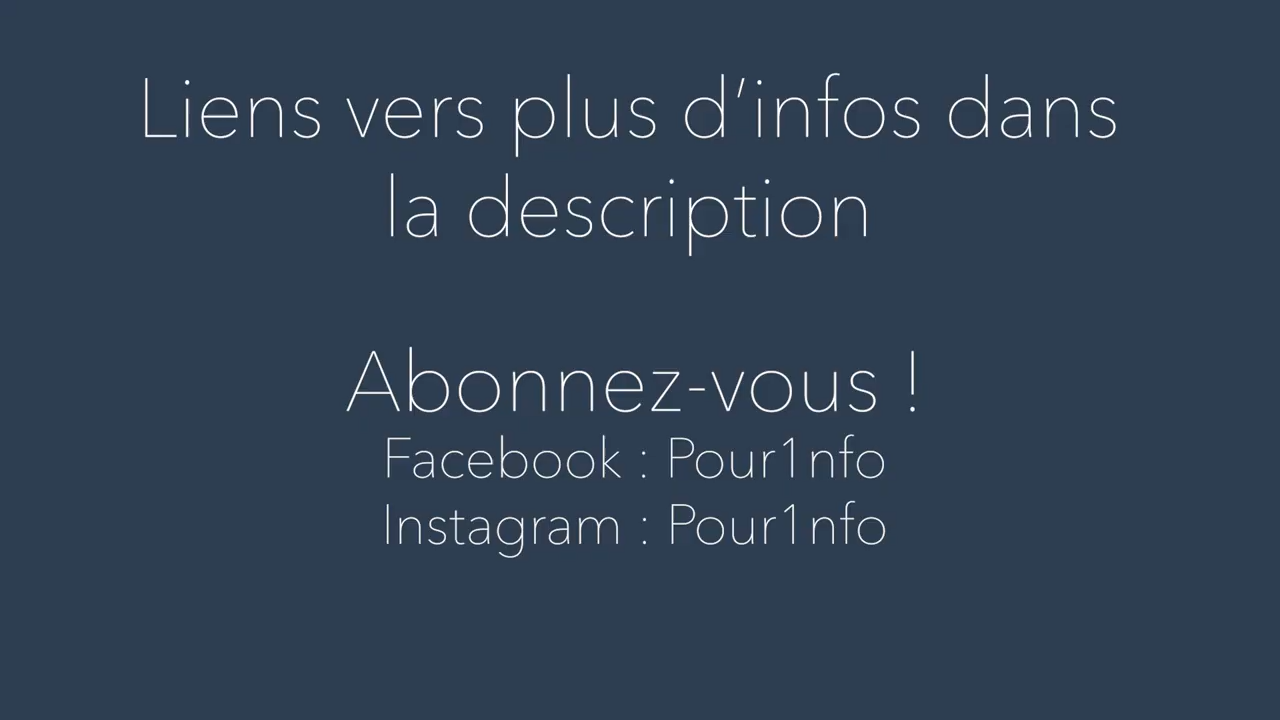 Liens vers plus d’infos dans
la description
Abonnez-vous !
Facebook : Pour1nfo
Instagram : Pour1nfo